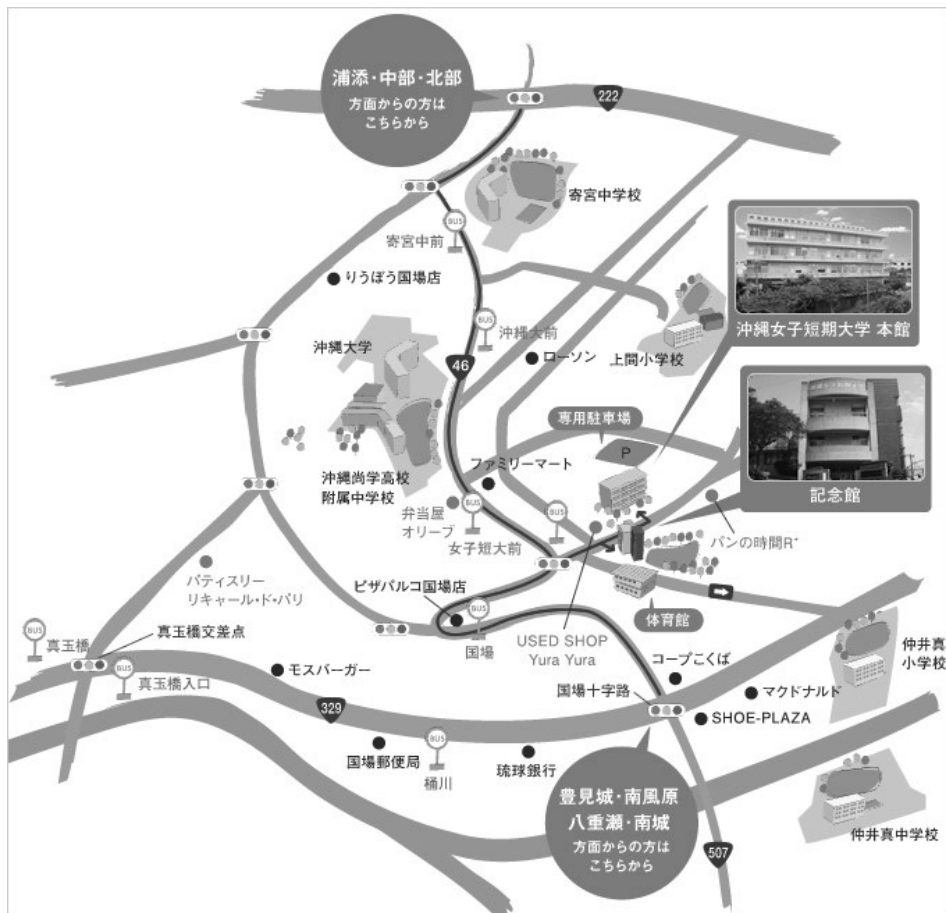 浦添・中部・北部
方面からの方は
こちらから
222
寄宮中学校
BUS
寄宮中前
りうぼう国場店
沖縄女子短期大学 本館
BUS
沖縄大前
沖縄大学
上間小学校
46
ローソン
専用駐車場
P
記念館
ファミリーマート
沖縄尚学高校
附属中学校
弁当屋
オリーブ
BUS
女子短大前
BUS
パンの時間R+
パティスリー
リキャール・ド・パリ
ピザパルコ国場店
BUS
国場
USED SHOP
Yura Yura
体育館
BUS
真玉橋
真玉橋交差点
BUS
真玉橋入口
モスバーガー
コープこくば
仲井真
小学校
国場十字路
マクドナルド
SHOE-PLAZA
329
国場郵便局
BUS
桶川
琉球銀行
豊見城・南風原
八重瀬・南城
方面からの方は
こちらから
仲井真中学校
507